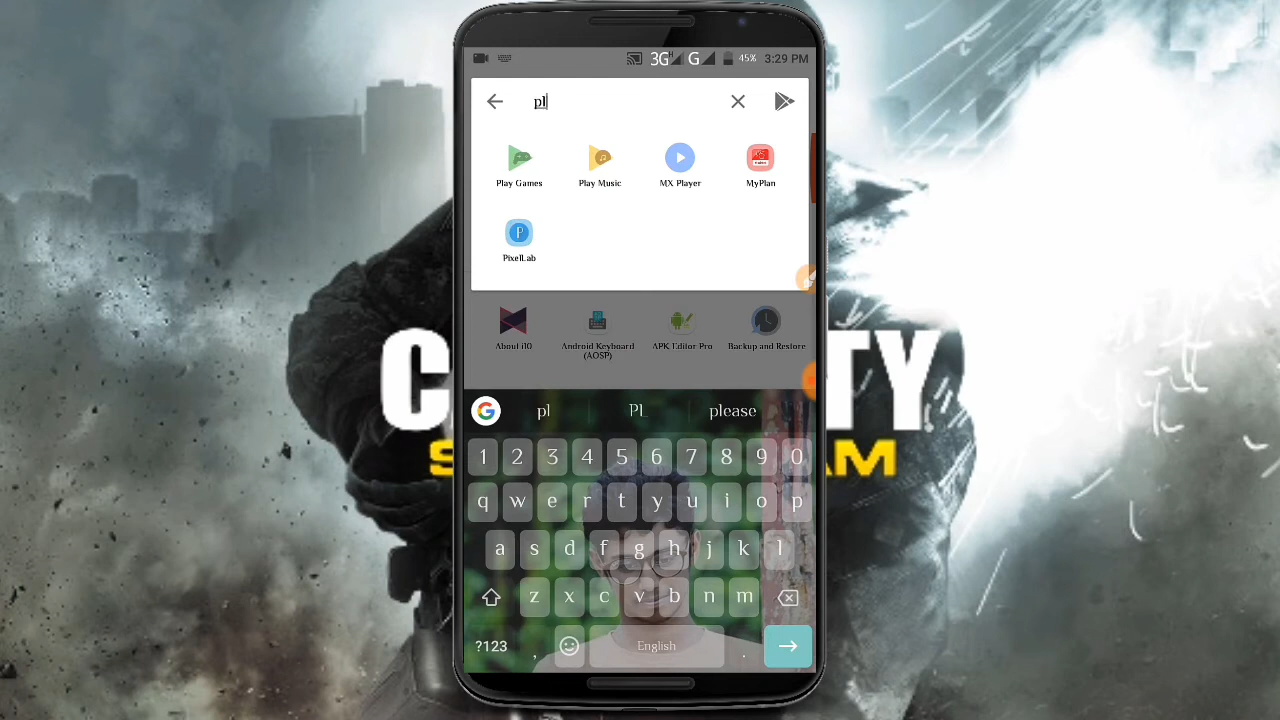 3G H G 45% 3:29 PM
pl
Play Games Play Music MX Player MyPlan
P
PixelLab
About i10 Android Keyboard (AOSP) APK Editor Pro Backup and Restore
C TY
S AM
G pl PL please
1 2 3 4 5 6 7 8 9 0
q w e r t y u i o p
a s d f g h j k l
z x c v b n m
?123 , English .